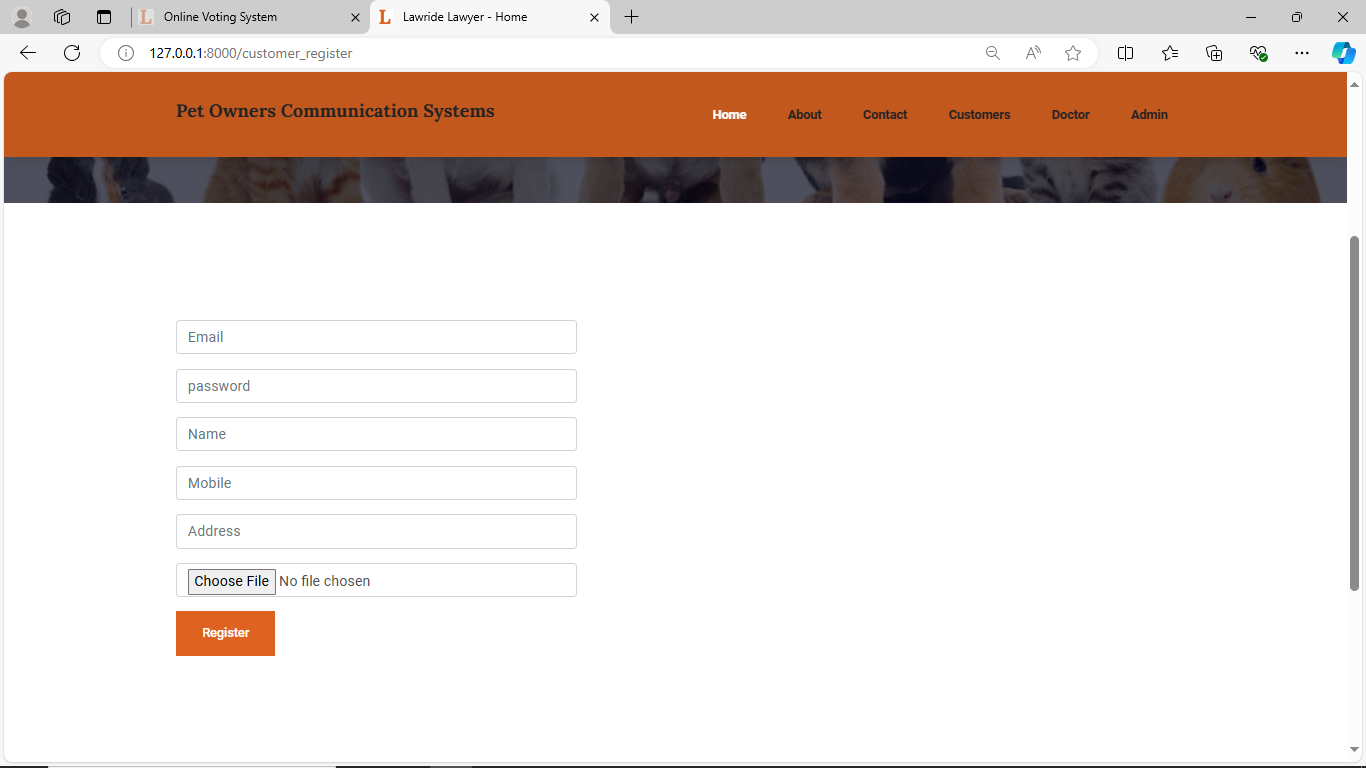 Online Voting System
Lawride Lawyer - Home
127.0.0.1:8000/customer_register
Pet Owners Communication Systems
Home About Contact Customers Doctor Admin
Email
password
Name
Mobile
Address
Choose File No file chosen
Register